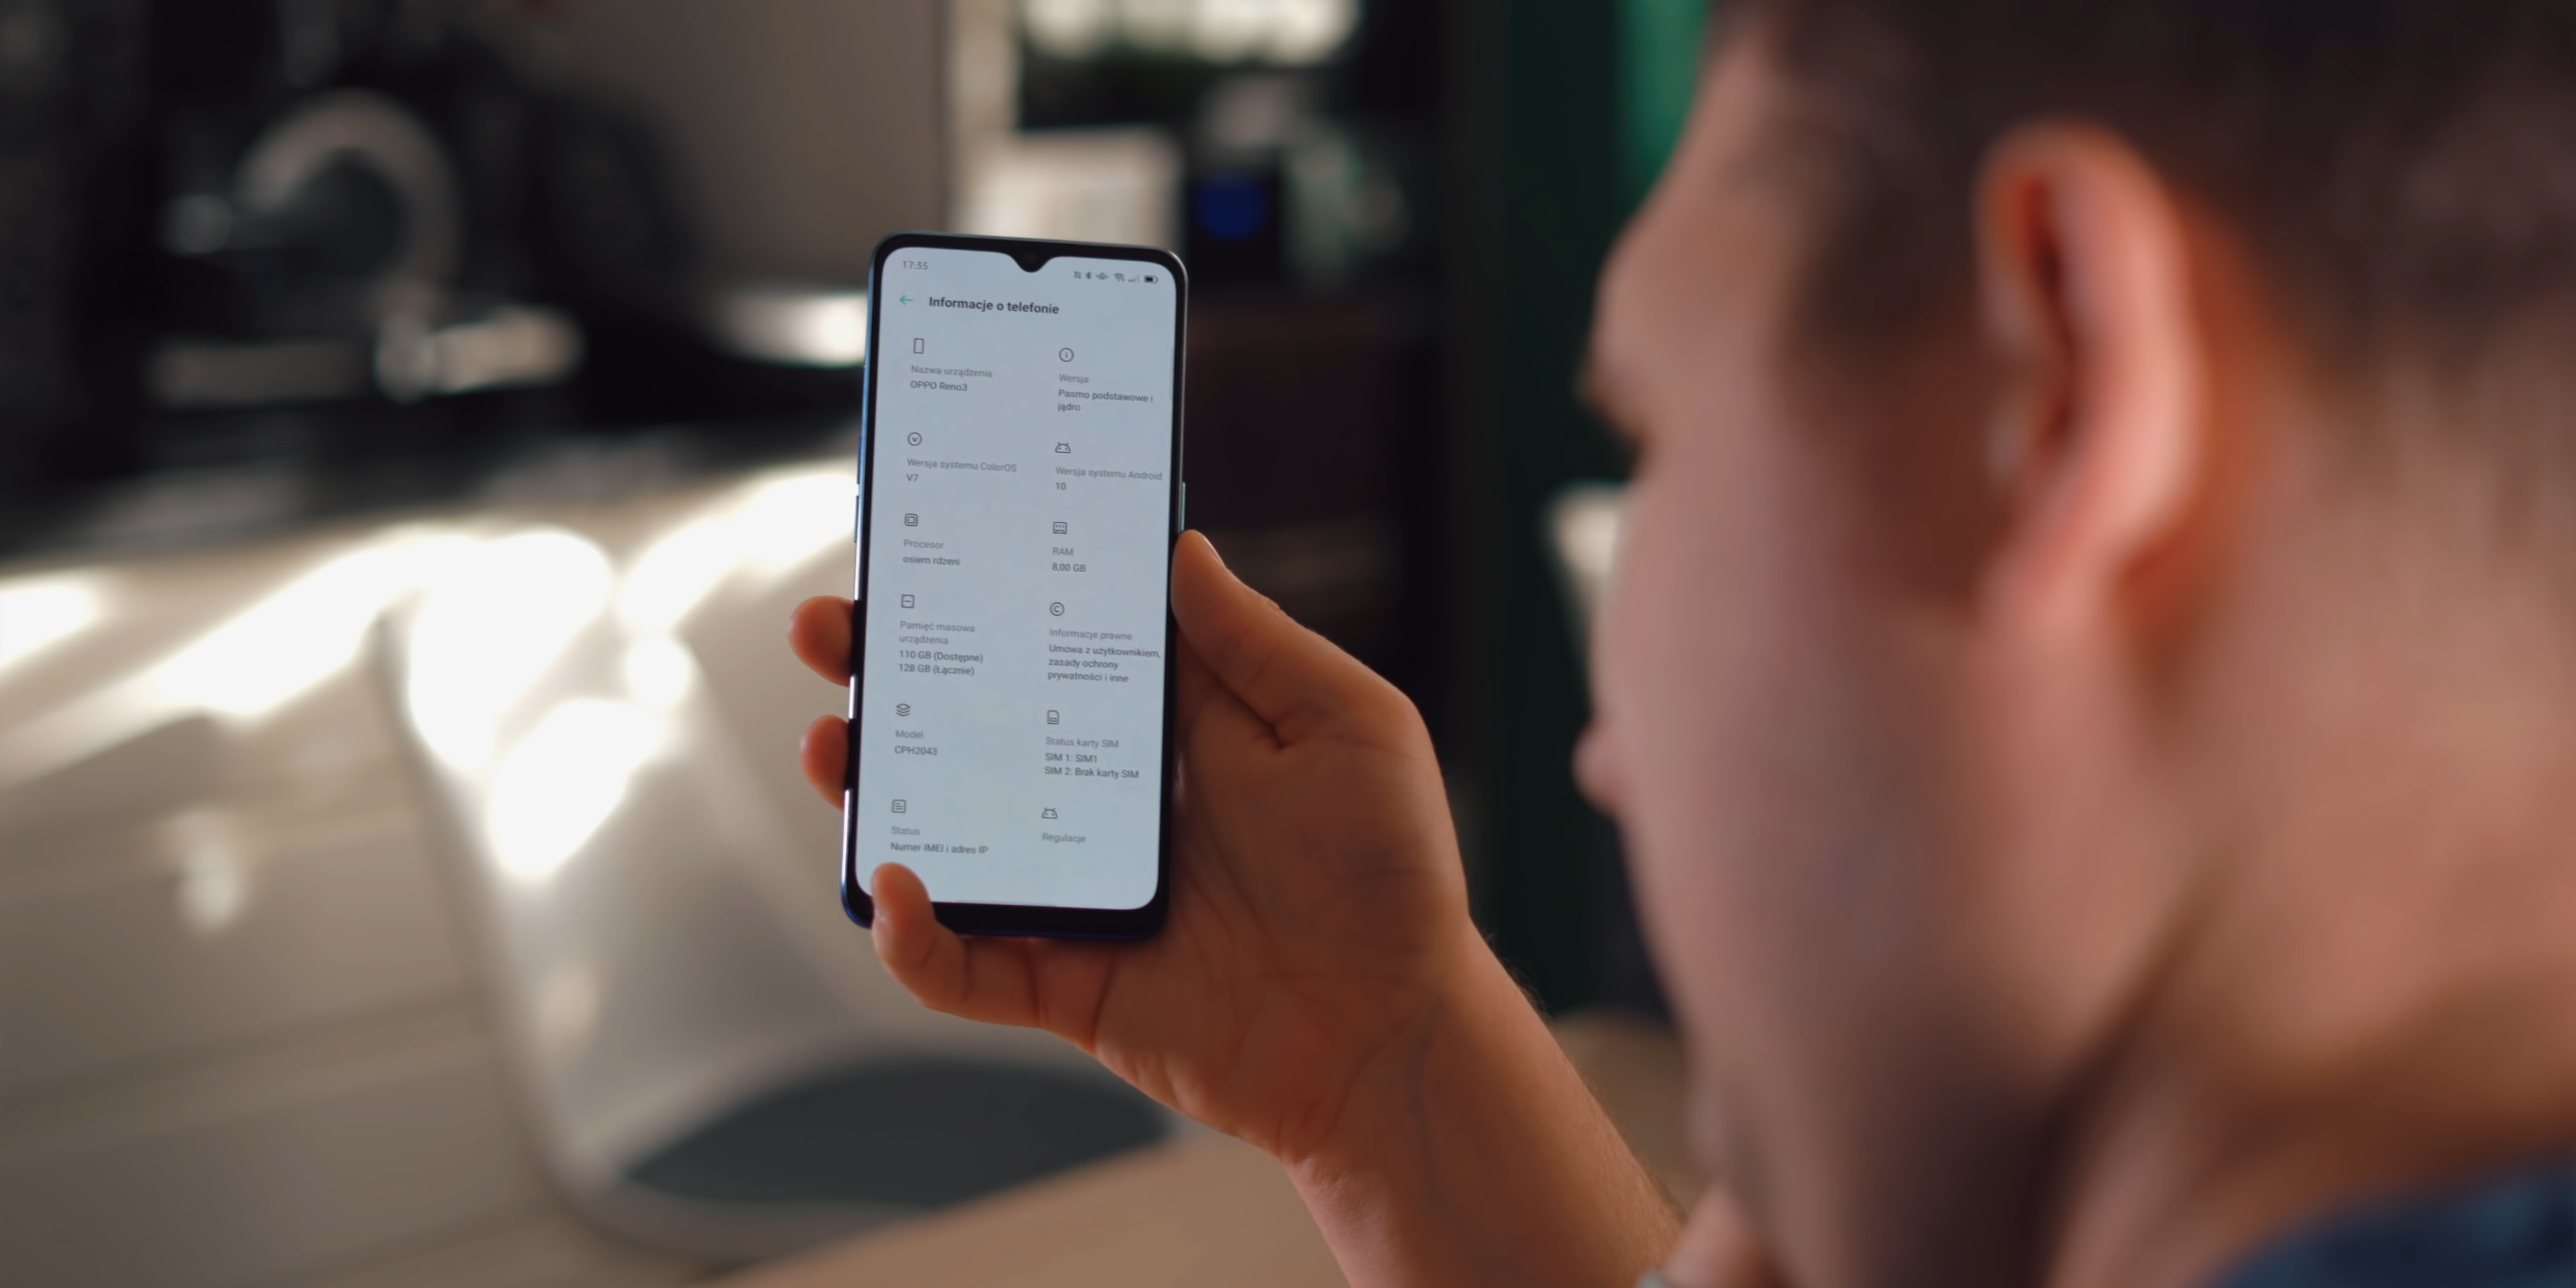 17:35
Informacje o telefonie
Nazwa urządzenia
OPPO Reno3
Wersja
Pasmo podstawowe i
jądro
Wersja systemu ColorOS
V7
Wersja systemu Android
10
Procesor
osiem rdzeni
RAM
8,00 GB
Pamięć masowa
urządzenia
110 GB (Dostępne)
128 GB (Łącznie)
Informacje prawne
Umowa z użytkownikiem,
zasady ochrony
prywatności i inne
Model
CPH2043
Status karty SIM
SIM 1: SIM1
SIM 2: Brak karty SIM
Status
Numer IMEI i adres IP
Regulacje